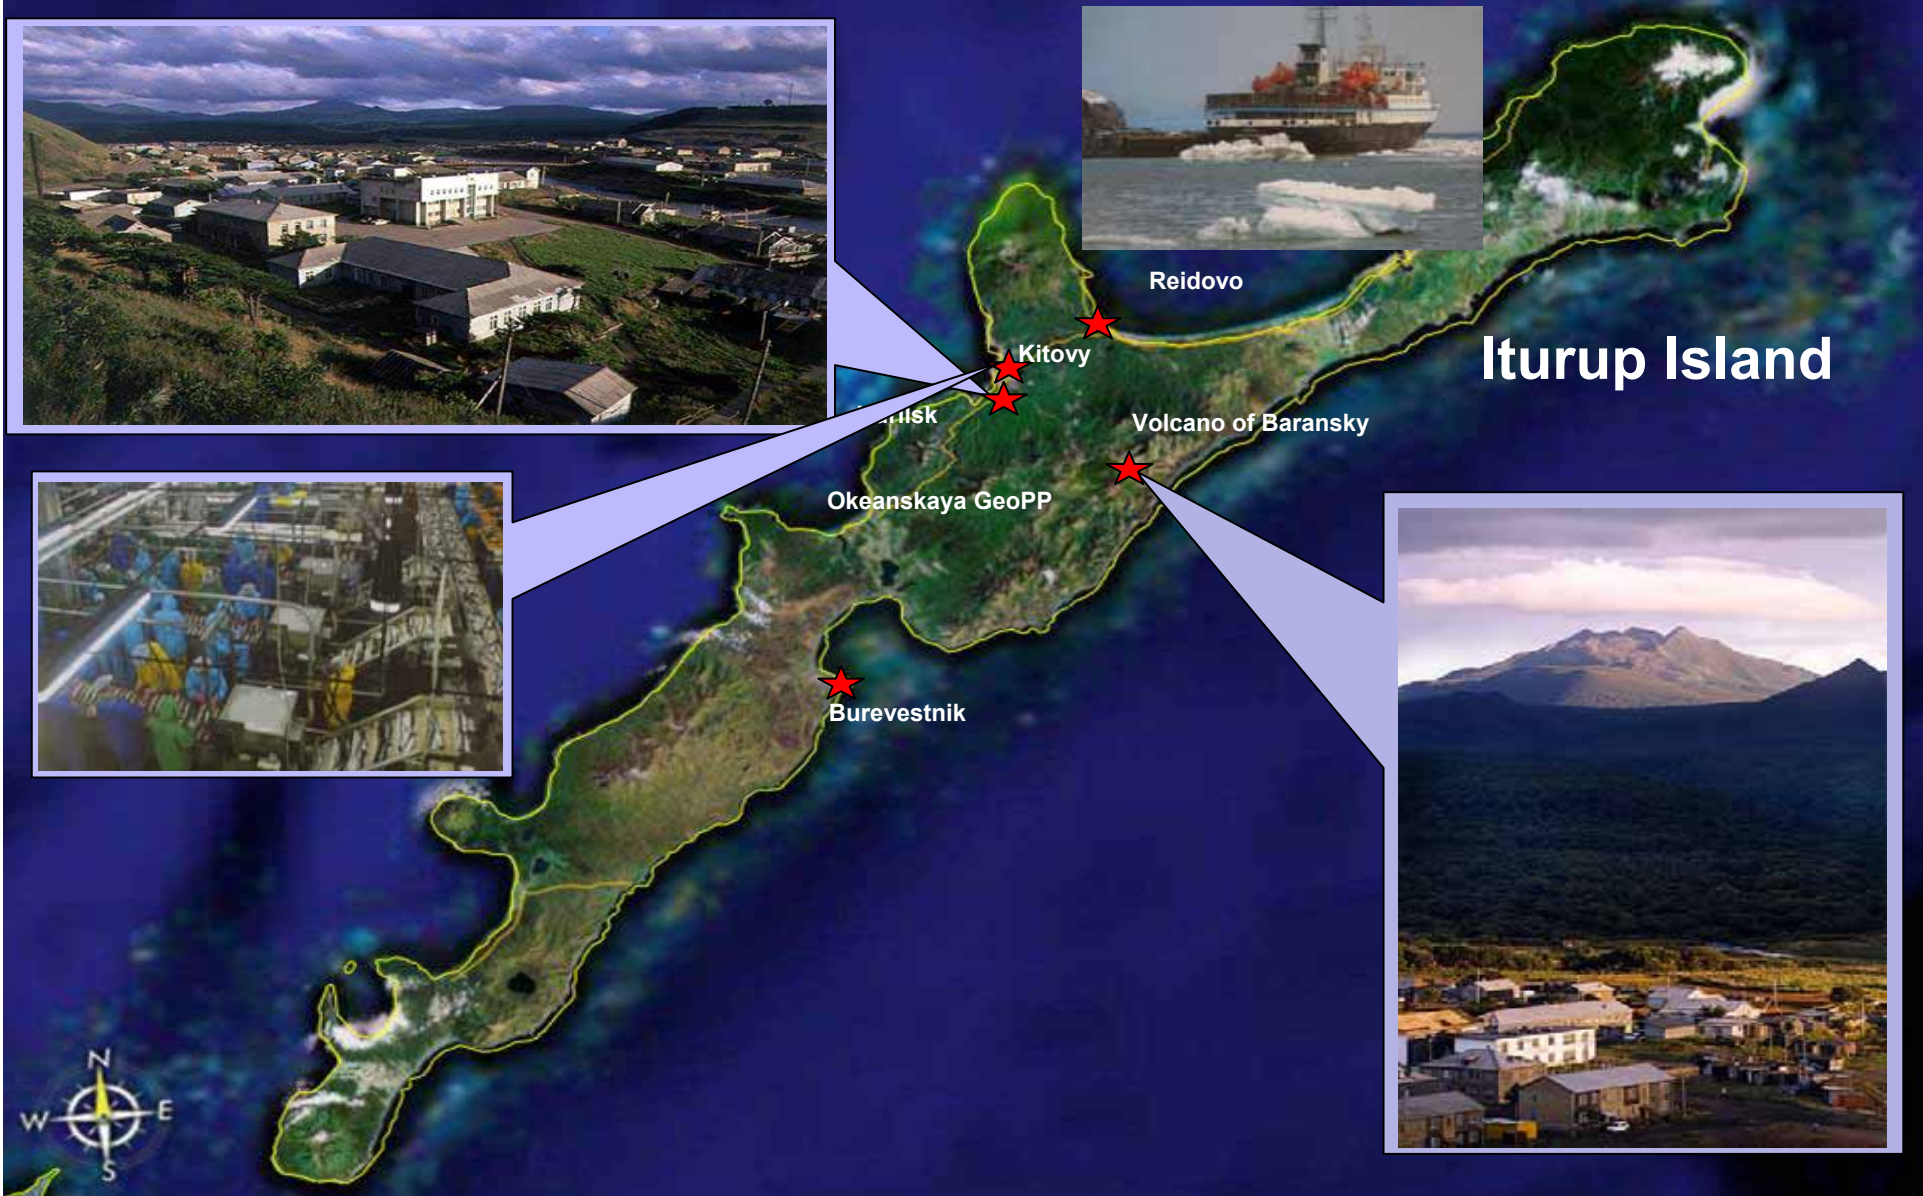 Reidovo
Iturup Island
Kitovy
Volcano of Baransky
Okeanskaya GeoPP
Burevestnik
N
W
E
S